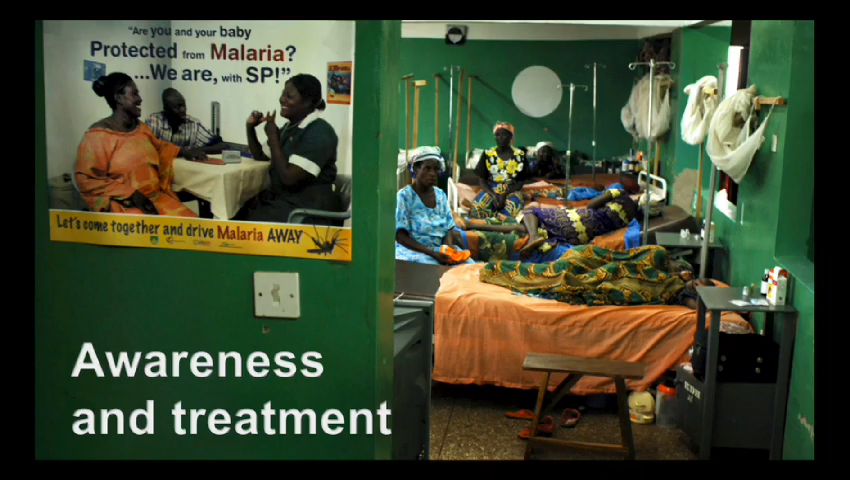 "Are you and your baby
Protected from Malaria?
...We are, with SP!"
Let's come together and drive Malaria AWAY
Awareness
and treatment